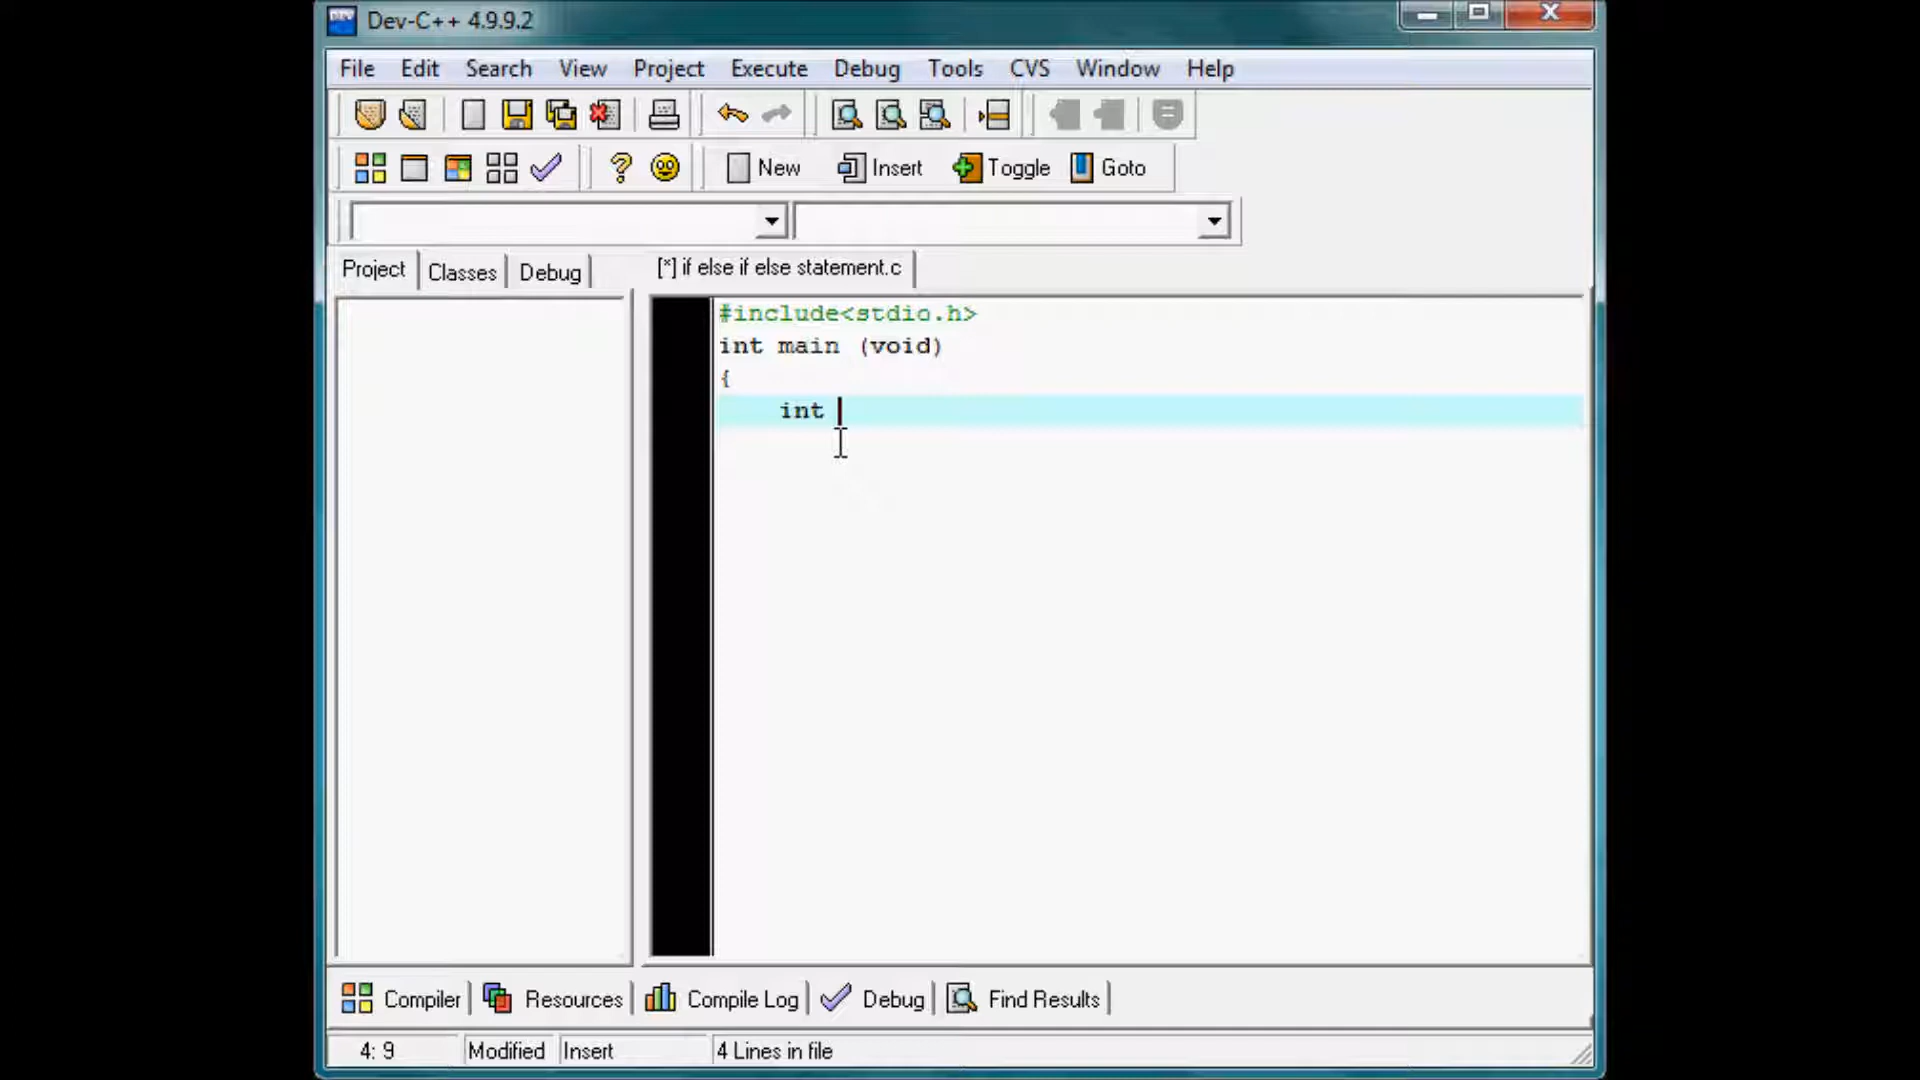 Dev-C++ 4.9.9.2
File Edit Search View Project Execute Debug Tools CVS Window Help
New Insert Toggle Goto
Project Classes Debug [*] if else if else statement.c
#include<stdio.h>
int main (void)
{
int
Compiler Resources Compile Log Debug Find Results
4: 9 Modified Insert 4 Lines in file